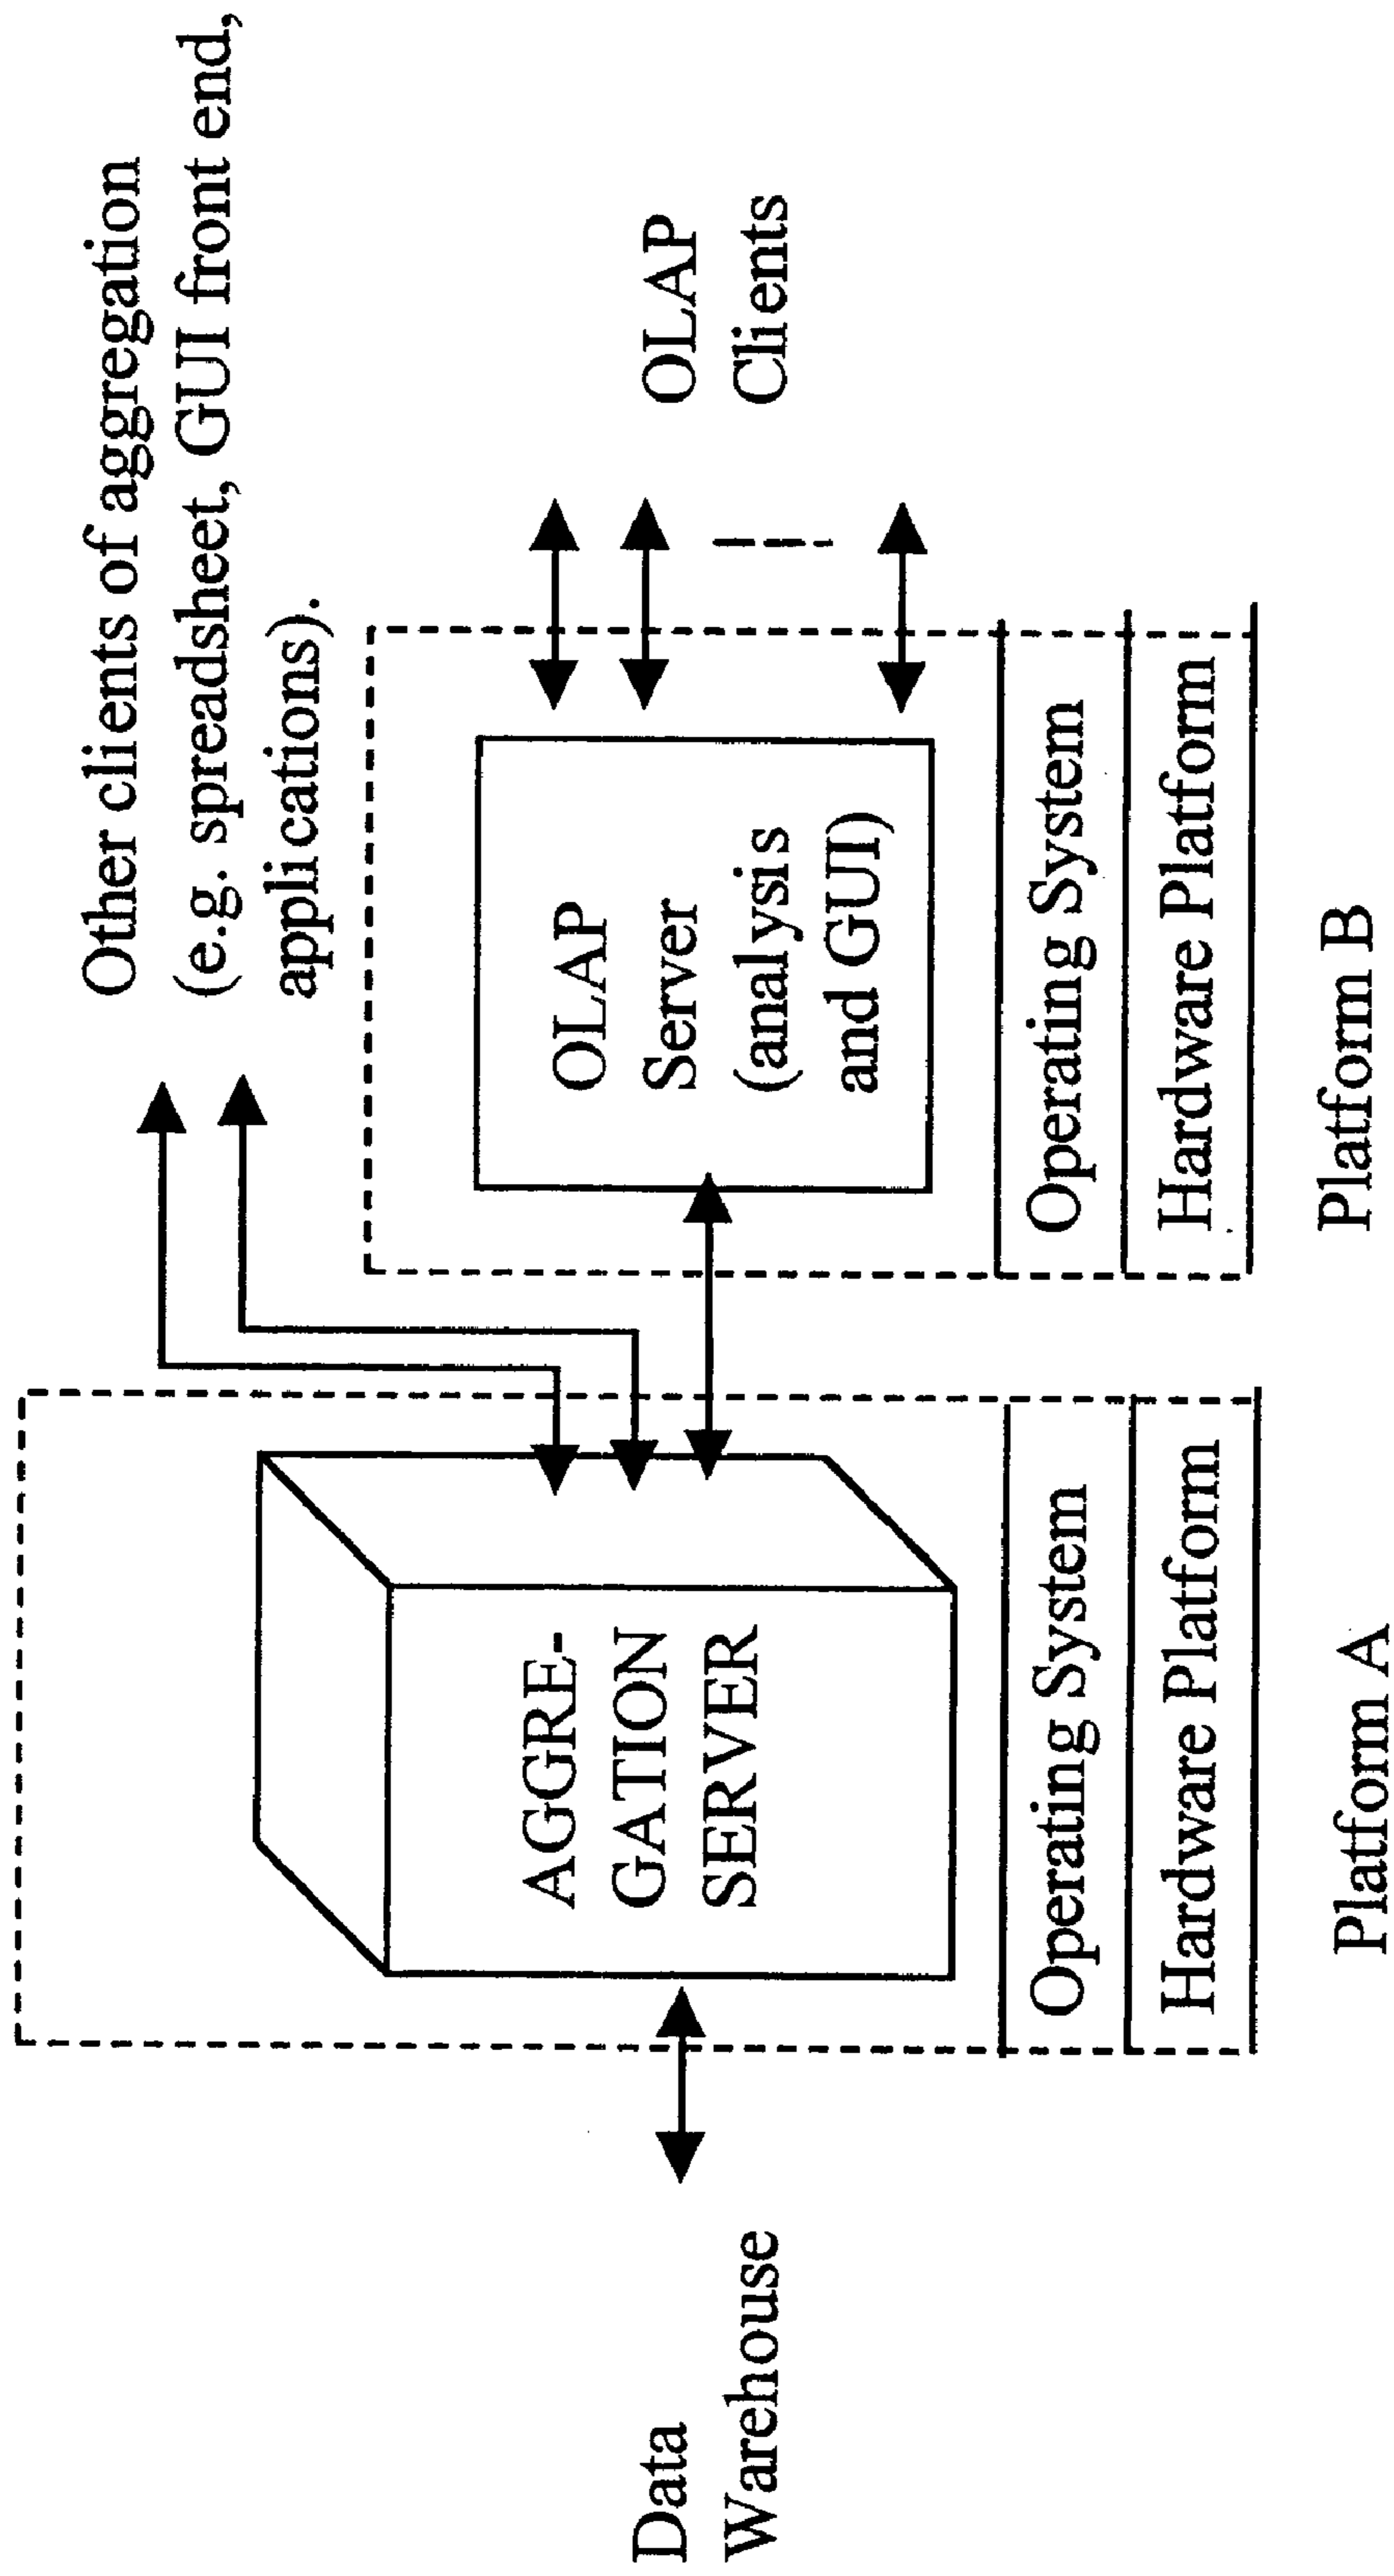 Other clients of aggregation
(e.g. spreadsheet, GUI front end,
applications).
Data
Warehouse
AGGRE-
GATION
SERVER
Operating System
Hardware Platform
Platform A
OLAP
Server
(analysis
and GUI)
Operating System
Hardware Platform
Platform B
OLAP
Clients